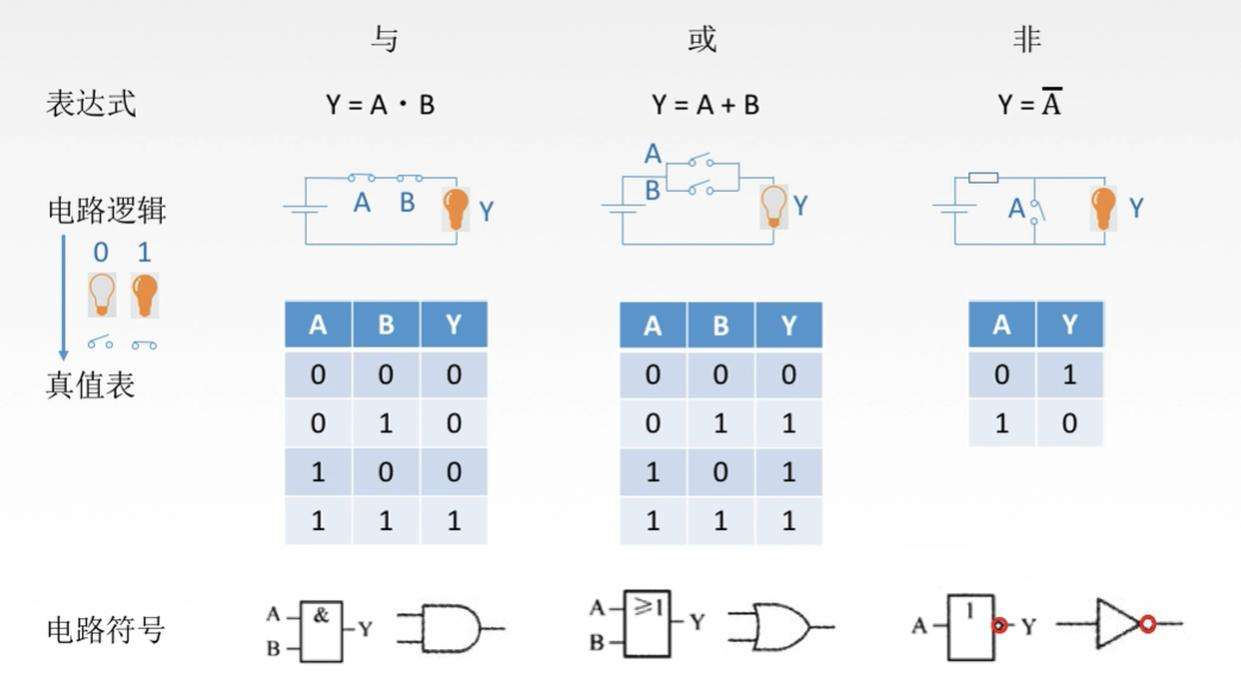 与 或 非
表达式 Y = A · B Y = A + B Y = A̅
A
B
电路逻辑 A B Y Y A Y
0 1
A B Y A B Y A Y
0 0 0 0 0 0 0 1
真值表
0 1 0 0 1 1 1 0
1 0 0 1 0 1
1 1 1 1 1 1
电路符号
A & Y
B
A ≥1 Y
B
A 1 Y